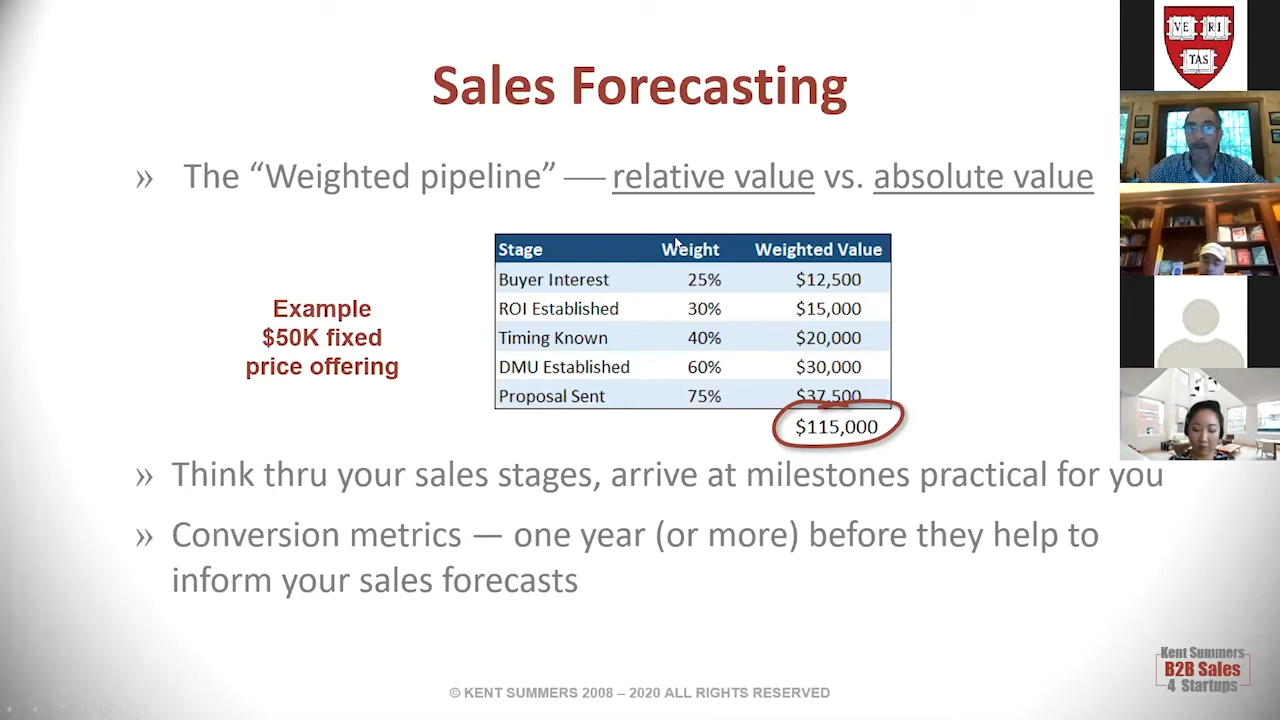 VE RI
TAS
Sales Forecasting
» The “Weighted pipeline” — relative value vs. absolute value
Stage Weight Weighted Value
Buyer Interest 25% $12,500
ROI Established 30% $15,000
Timing Known 40% $20,000
DMU Established 60% $30,000
Proposal Sent 75% $37,500
$115,000
Example
$50K fixed
price offering
» Think thru your sales stages, arrive at milestones practical for you
» Conversion metrics — one year (or more) before they help to
inform your sales forecasts
Kent Summers
B2B Sales
4 Startups
© KENT SUMMERS 2008 – 2020 ALL RIGHTS RESERVED